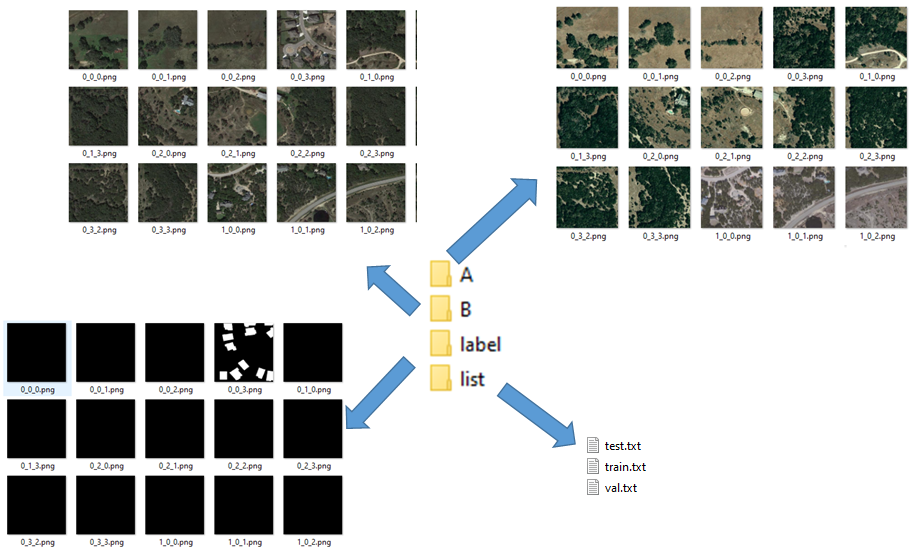 0_0_0.png 0_0_1.png 0_0_2.png 0_0_3.png 0_1_0.png
0_1_3.png 0_2_0.png 0_2_1.png 0_2_2.png 0_2_3.png
0_3_2.png 0_3_3.png 1_0_0.png 1_0_1.png 1_0_2.png
0_0_0.png 0_0_1.png 0_0_2.png 0_0_3.png 0_1_0.png
0_1_3.png 0_2_0.png 0_2_1.png 0_2_2.png 0_2_3.png
0_3_2.png 0_3_3.png 1_0_0.png 1_0_1.png 1_0_2.png
A
B
label
list
0_0_0.png 0_0_1.png 0_0_2.png 0_0_3.png 0_1_0.png
0_1_3.png 0_2_0.png 0_2_1.png 0_2_2.png 0_2_3.png
0_3_2.png 0_3_3.png 1_0_0.png 1_0_1.png 1_0_2.png
test.txt
train.txt
val.txt